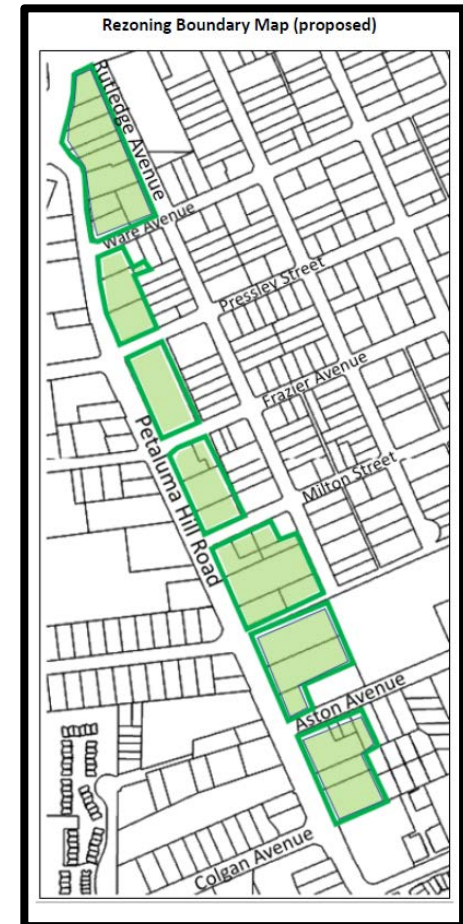 Rezoning Boundary Map (proposed)
Rutledge Avenue
Ware Avenue
Pressley Street
Frazier Avenue
Petaluma Hill Road
Milton Street
Aston Avenue
Colgan Avenue